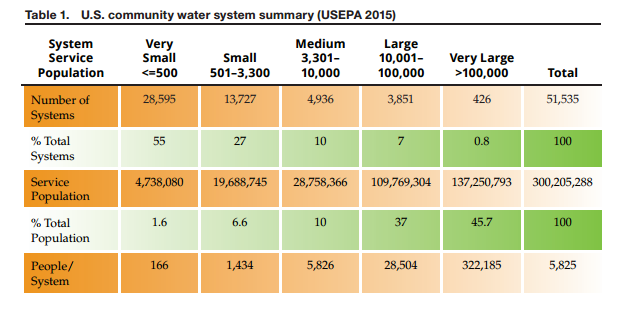 Table 1. U.S. community water system summary (USEPA 2015)
System Service Population Very Small <=500 Small 501–3,300 Medium 3,301– 10,000 Large 10,001– 100,000 Very Large >100,000 Total
Number of Systems 28,595 13,727 4,936 3,851 426 51,535
% Total Systems 55 27 10 7 0.8 100
Service Population 4,738,080 19,688,745 28,758,366 109,769,304 137,250,793 300,205,288
% Total Population 1.6 6.6 10 37 45.7 100
People/ System 166 1,434 5,826 28,504 322,185 5,825